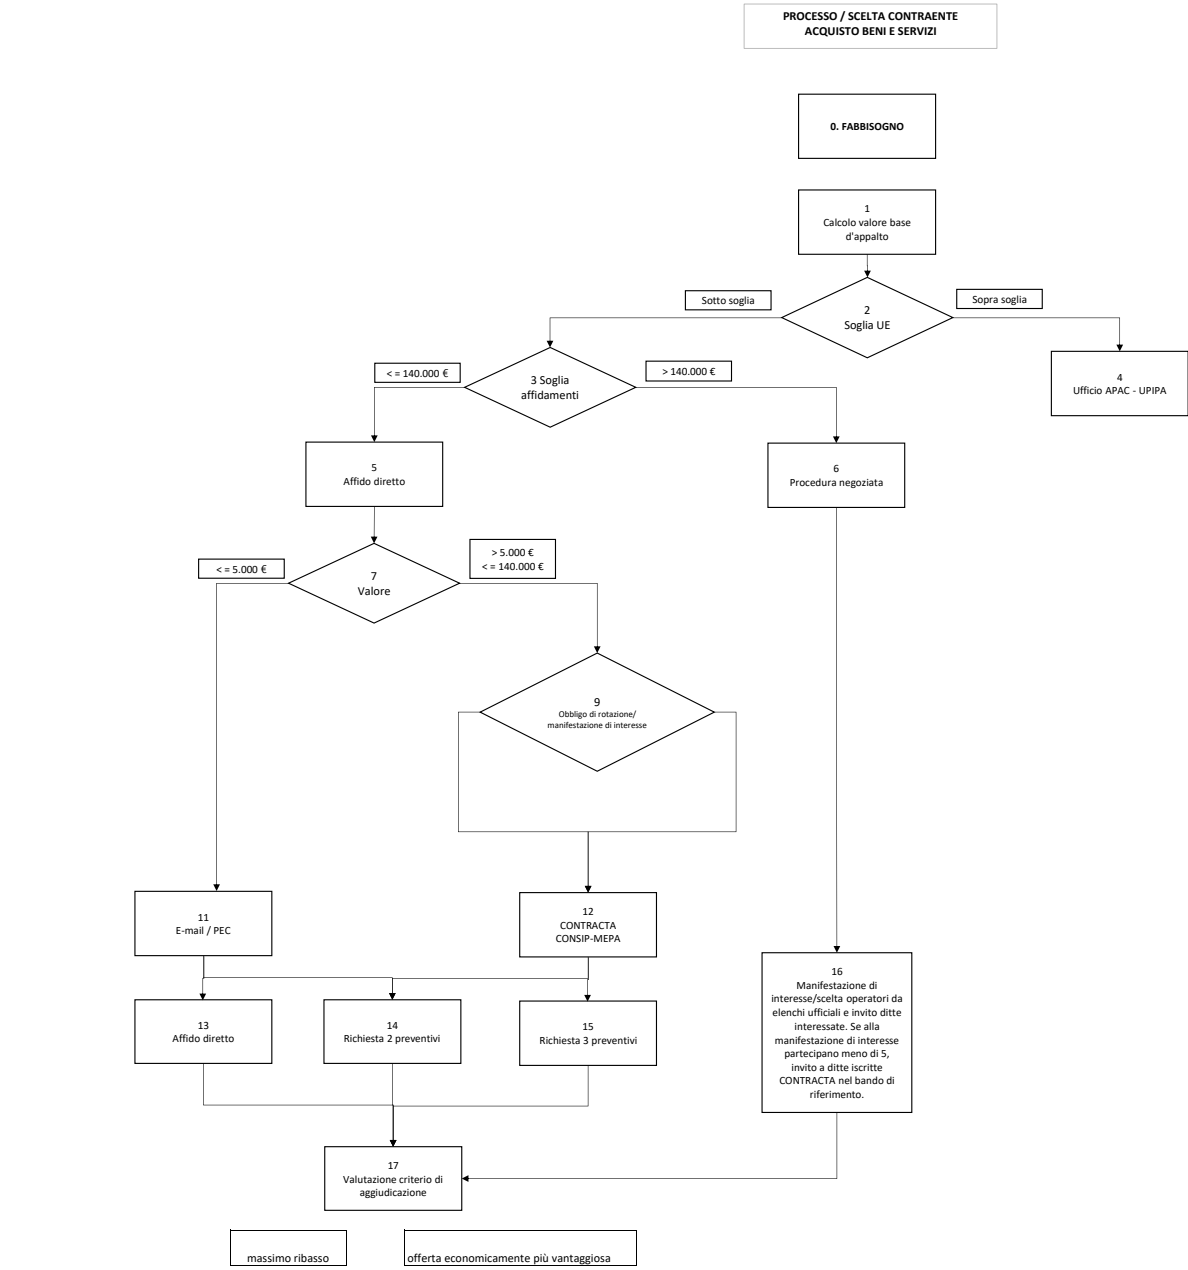 PROCESSO / SCELTA CONTRAENTE
ACQUISTO BENI E SERVIZI
0. FABBISOGNO
1
Calcolo valore base
d'appalto
Sotto soglia
Sopra soglia
2
Soglia UE
< = 140.000 €
> 140.000 €
3 Soglia
affidamenti
4
Ufficio APAC - UPIPA
5
Affido diretto
6
Procedura negoziata
< = 5.000 €
> 5.000 €
< = 140.000 €
7
Valore
9
Obbligo di rotazione/
manifestazione di interesse
11
E-mail / PEC
12
CONTRACTA
CONSIP-MEPA
13
Affido diretto
14
Richiesta 2 preventivi
15
Richiesta 3 preventivi
16
Manifestazione di
interesse/scelta operatori da
elenchi ufficiali e invito ditte
interessate. Se alla
manifestazione di interesse
partecipano meno di 5,
invito a ditte iscritte
CONTRACTA nel bando di
riferimento.
17
Valutazione criterio di
aggiudicazione
massimo ribasso
offerta economicamente più vantaggiosa